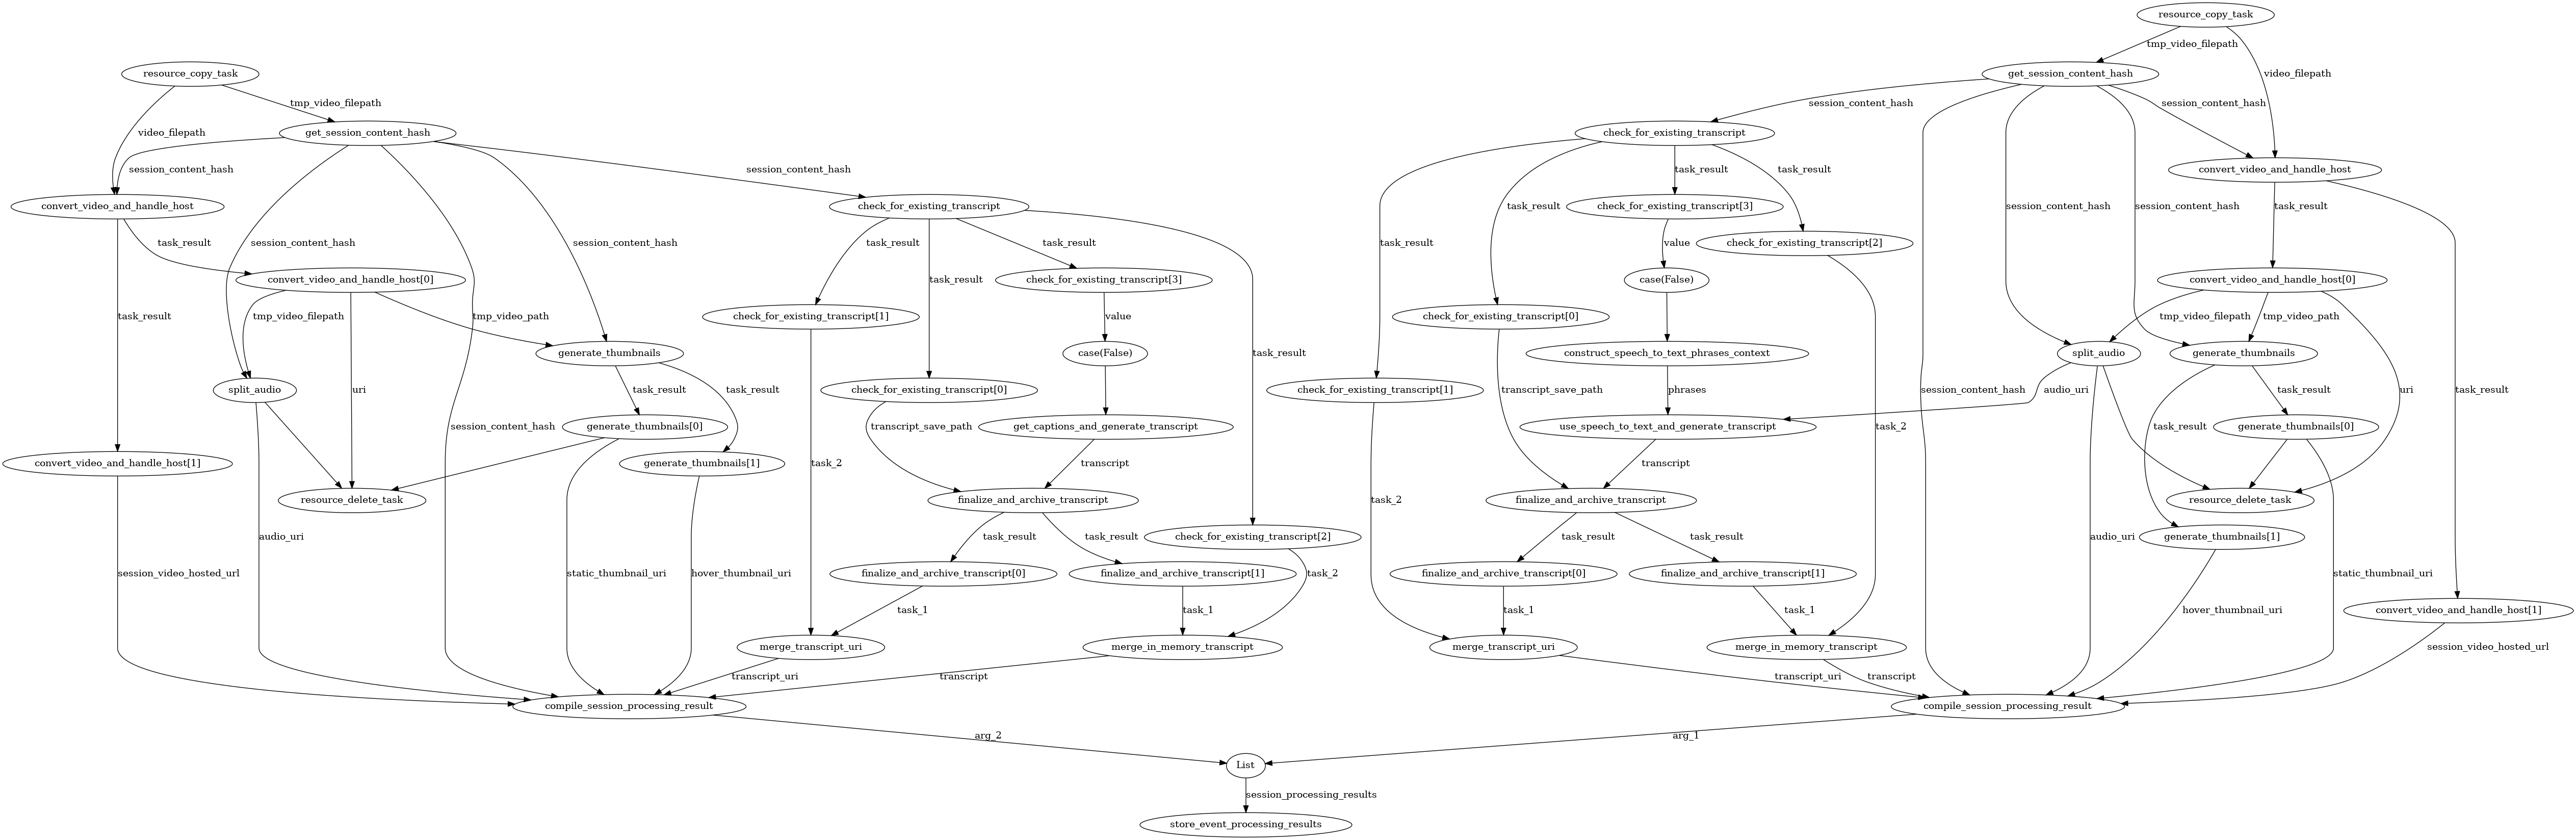 resource_copy_task
tmp_video_filepath
resource_copy_task
get_session_content_hash
video_filepath
tmp_video_filepath
session_content_hash
session_content_hash
video_filepath
get_session_content_hash
check_for_existing_transcript
session_content_hash
session_content_hash
task_result
convert_video_and_handle_host
convert_video_and_handle_host
check_for_existing_transcript
task_result
check_for_existing_transcript[3]
session_content_hash
session_content_hash
task_result
task_result
session_content_hash
session_content_hash
task_result
task_result
task_result
value
check_for_existing_transcript[2]
convert_video_and_handle_host[0]
task_result
check_for_existing_transcript[3]
case(False)
convert_video_and_handle_host[0]
task_result
tmp_video_filepath
tmp_video_path
check_for_existing_transcript[1]
value
check_for_existing_transcript[0]
tmp_video_filepath
tmp_video_path
generate_thumbnails
case(False)
task_result
construct_speech_to_text_phrases_context
split_audio
generate_thumbnails
split_audio
uri
task_result
task_result
check_for_existing_transcript[0]
check_for_existing_transcript[1]
transcript_save_path
phrases
session_content_hash
audio_uri
task_result
uri
task_result
session_content_hash
generate_thumbnails[0]
transcript_save_path
get_captions_and_generate_transcript
use_speech_to_text_and_generate_transcript
task_2
task_result
generate_thumbnails[0]
convert_video_and_handle_host[1]
generate_thumbnails[1]
task_2
transcript
transcript
resource_delete_task
finalize_and_archive_transcript
task_2
finalize_and_archive_transcript
resource_delete_task
audio_uri
task_result
task_result
check_for_existing_transcript[2]
task_result
task_result
audio_uri
generate_thumbnails[1]
session_video_hosted_url
static_thumbnail_uri
hover_thumbnail_uri
finalize_and_archive_transcript[0]
finalize_and_archive_transcript[1]
task_2
finalize_and_archive_transcript[0]
finalize_and_archive_transcript[1]
static_thumbnail_uri
task_1
task_1
task_1
task_1
hover_thumbnail_uri
convert_video_and_handle_host[1]
merge_transcript_uri
merge_in_memory_transcript
merge_transcript_uri
merge_in_memory_transcript
session_video_hosted_url
transcript_uri
transcript
transcript_uri
transcript
compile_session_processing_result
compile_session_processing_result
arg_2
arg_1
List
session_processing_results
store_event_processing_results